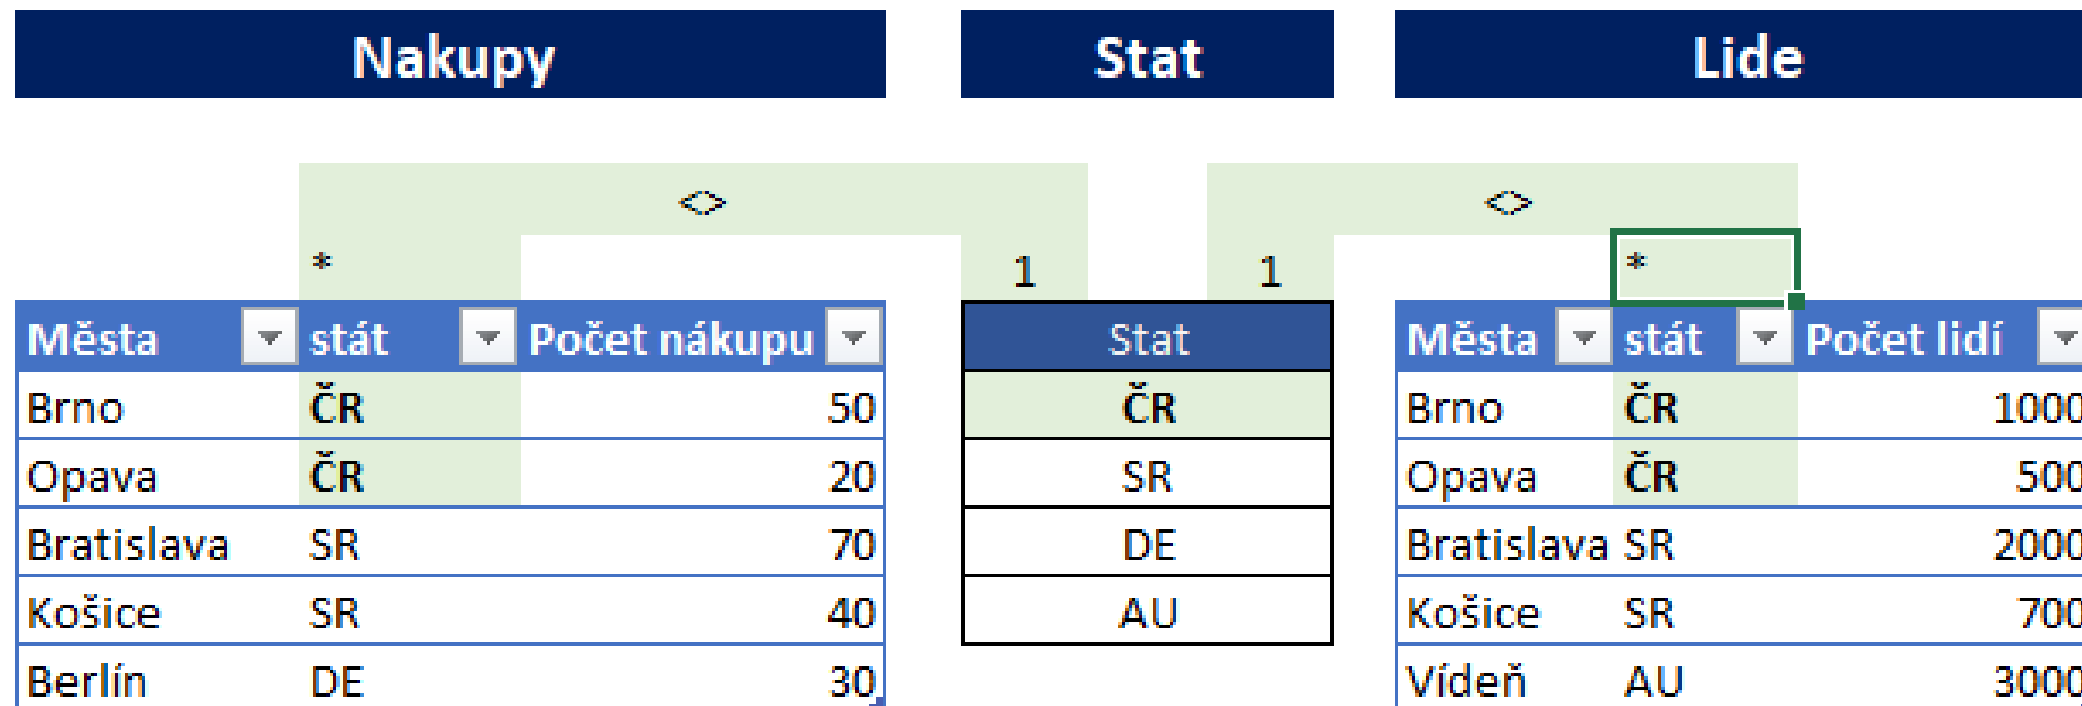 Nakupy Stat Lide
<> <>
* 1 1 *
Města stát Počet nákupu Stat Města stát Počet lidí
Brno ČR 50 ČR Brno ČR 1000
Opava ČR 20 SR Opava ČR 500
Bratislava SR 70 DE Bratislava SR 2000
Košice SR 40 AU Košice SR 700
Berlín DE 30 Vídeň AU 3000